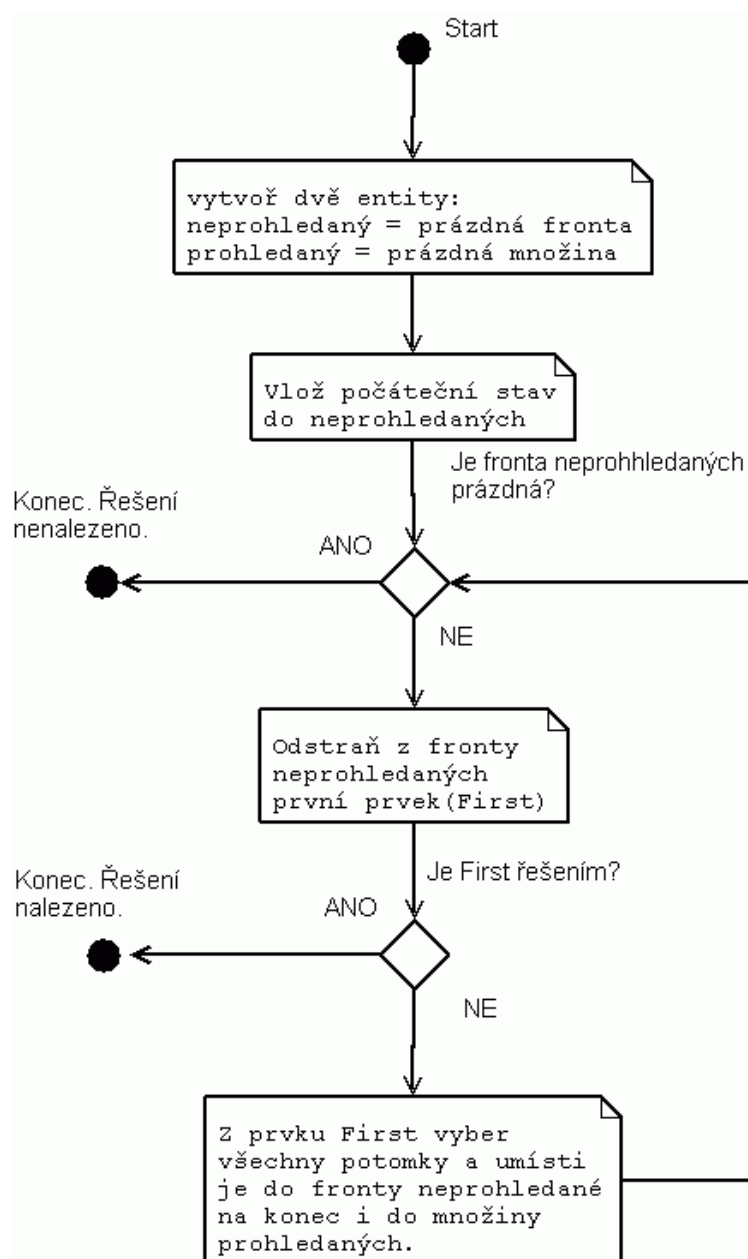 Start
vytvoř dvě entity:
neprohledaný = prázdná fronta
prohledaný = prázdná množina
Vlož počáteční stav
do neprohledaných
Je fronta neprohhledaných
prázdná?
Konec. Řešení
nenalezeno.
ANO
NE
Odstraň z fronty
neprohledaných
první prvek(First)
Je First řešením?
Konec. Řešení
nalezeno.
ANO
NE
Z prvku First vyber
všechny potomky a umísti
je do fronty neprohledané
na konec i do množiny
prohledaných.